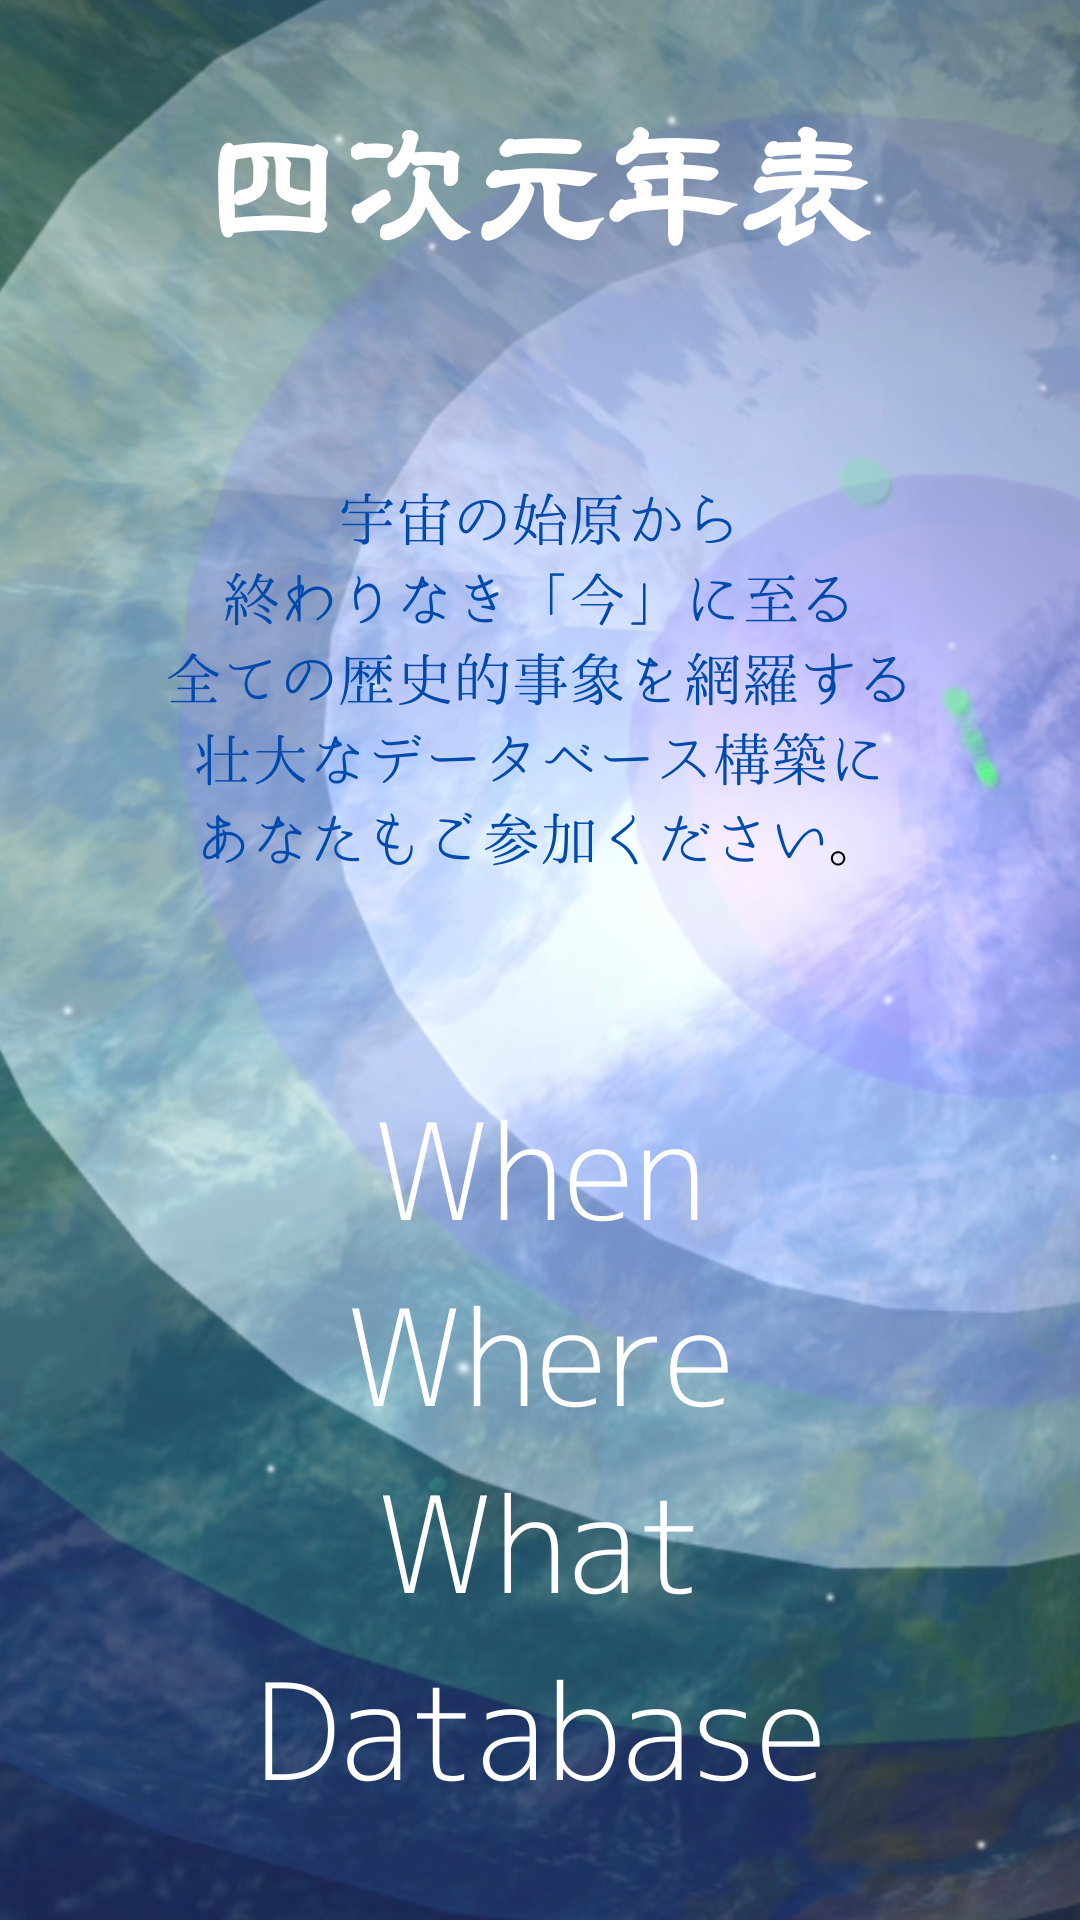 四次元年表
宇宙の始原から
終わりなき「今」に至る
全ての歴史的事象を網羅する
壮大なデータベース構築に
あなたもご参加ください。
When
Where
What
Database